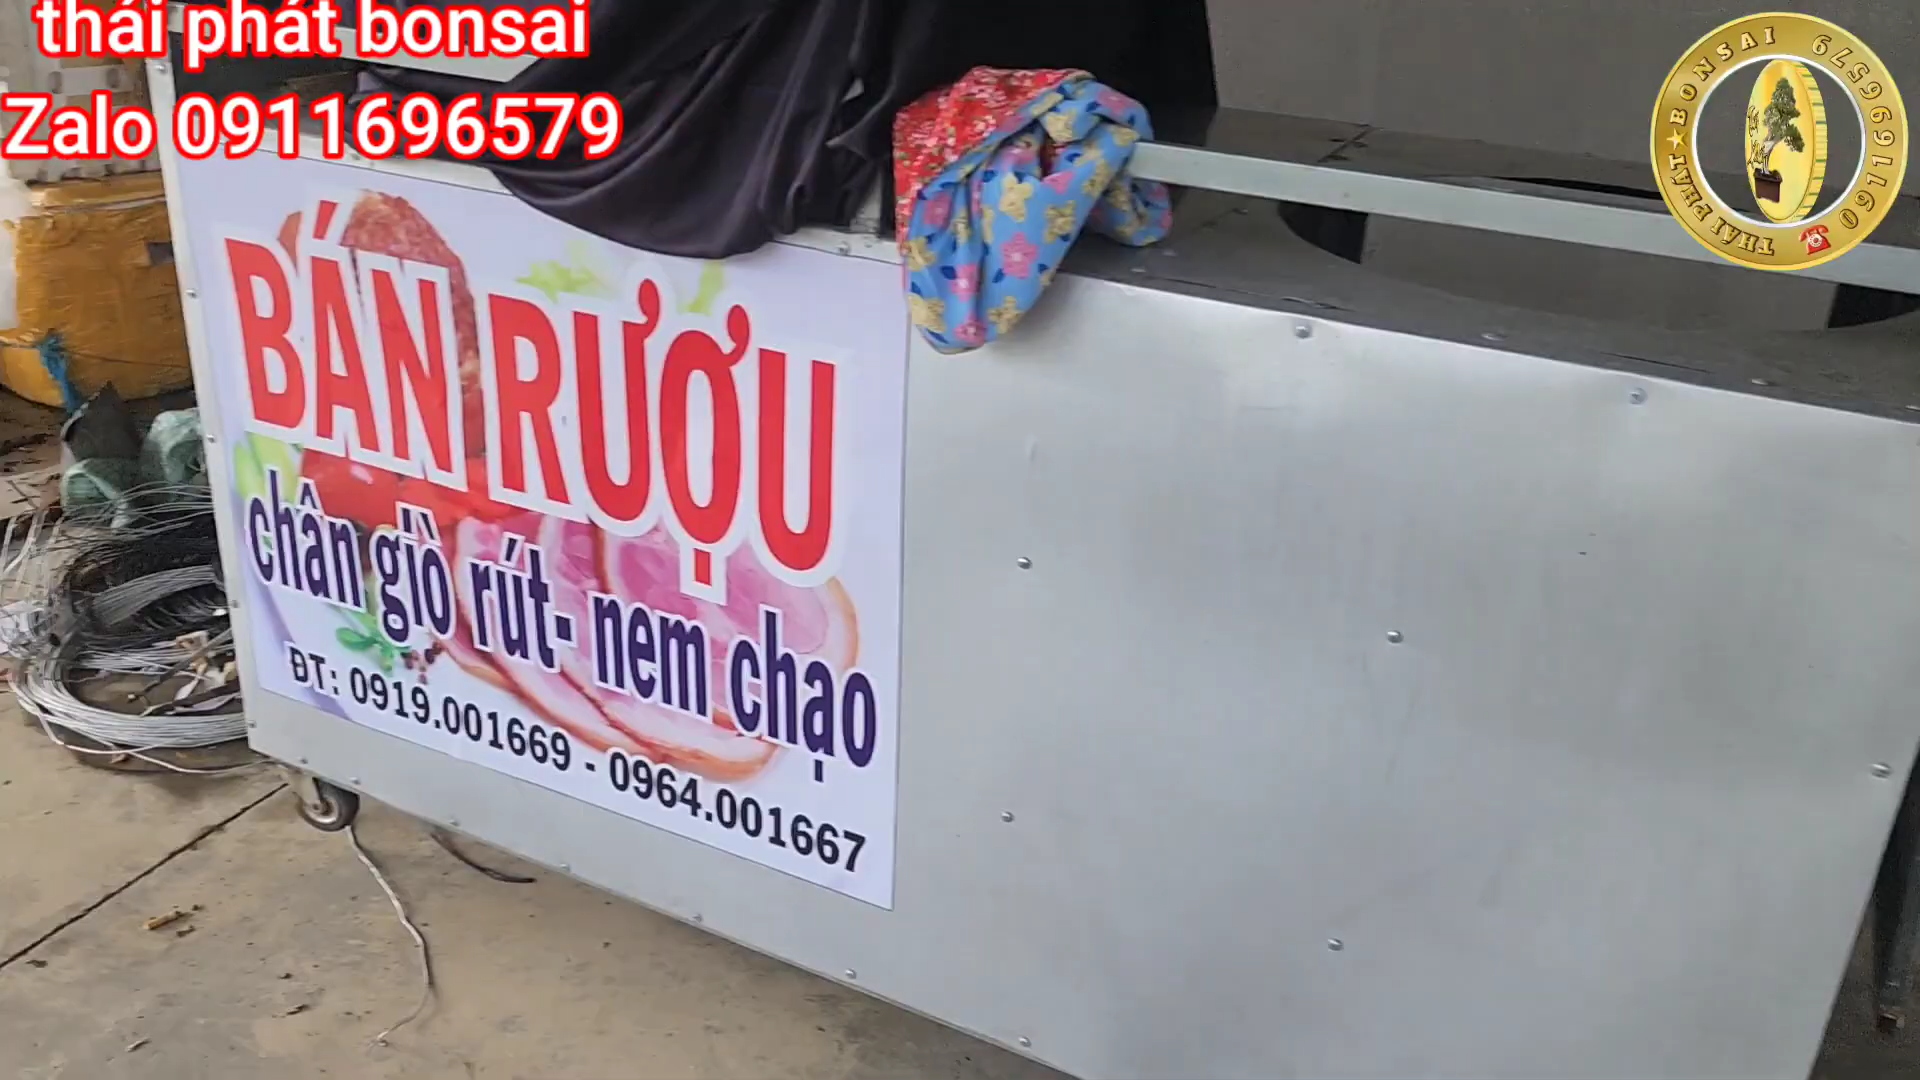 thái phát bonsai
Zalo 0911696579
THÁI PHÁT ★ BONSAI 0911696579
BÁN RƯỢU
chân giò rút- nem chạo
ĐT: 0919.001669 - 0964.001667